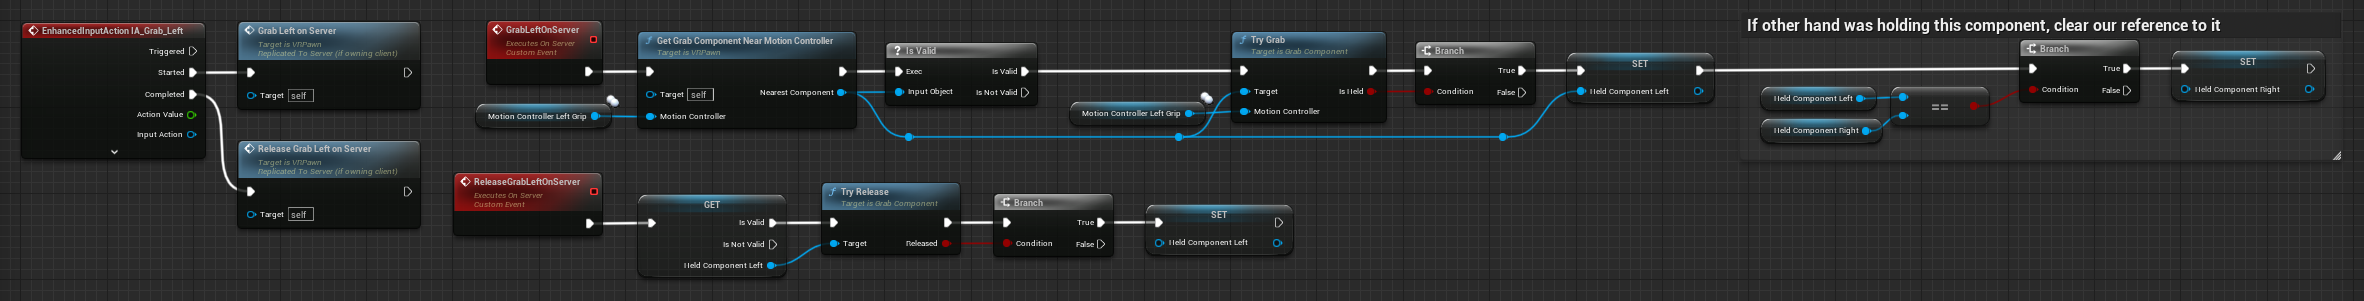 EnhancedInputAction IA_Grab_Left
Triggered
Started
Completed
Action Value
Input Action
Grab Left on Server
Target is VRPawn
Replicated To Server (if owning client)
Target self
Release Grab Left on Server
Target is VRPawn
Replicated To Server (if owning client)
Target self
GrabLeftOnServer
Executes On Server
Custom Event
Motion Controller Left Grip
Get Grab Component Near Motion Controller
Target is VRPawn
Target self
Nearest Component
Motion Controller
? Is Valid
Exec
Is Valid
Input Object
Is Not Valid
Motion Controller Left Grip
Try Grab
Target is Grab Component
Target
Is Held
Motion Controller
Branch
True
Condition
False
SET
Held Component Left
If other hand was holding this component, clear our reference to it
Held Component Left
Held Component Right
==
Branch
True
Condition
False
SET
Held Component Right
ReleaseGrabLeftOnServer
Executes On Server
Custom Event
GET
Is Valid
Is Not Valid
Held Component Left
Try Release
Target is Grab Component
Target
Released
Branch
True
Condition
False
SET
Held Component Left